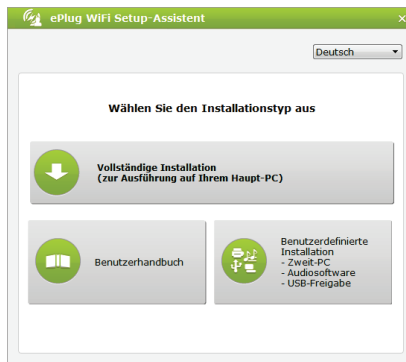 ePlug WiFi Setup-Assistent
Deutsch
Wählen Sie den Installationstyp aus
Vollständige Installation
(zur Ausführung auf Ihrem Haupt-PC)
Benutzerhandbuch
Benutzerdefinierte
Installation
- Zweit-PC
- Audiosoftware
- USB-Freigabe